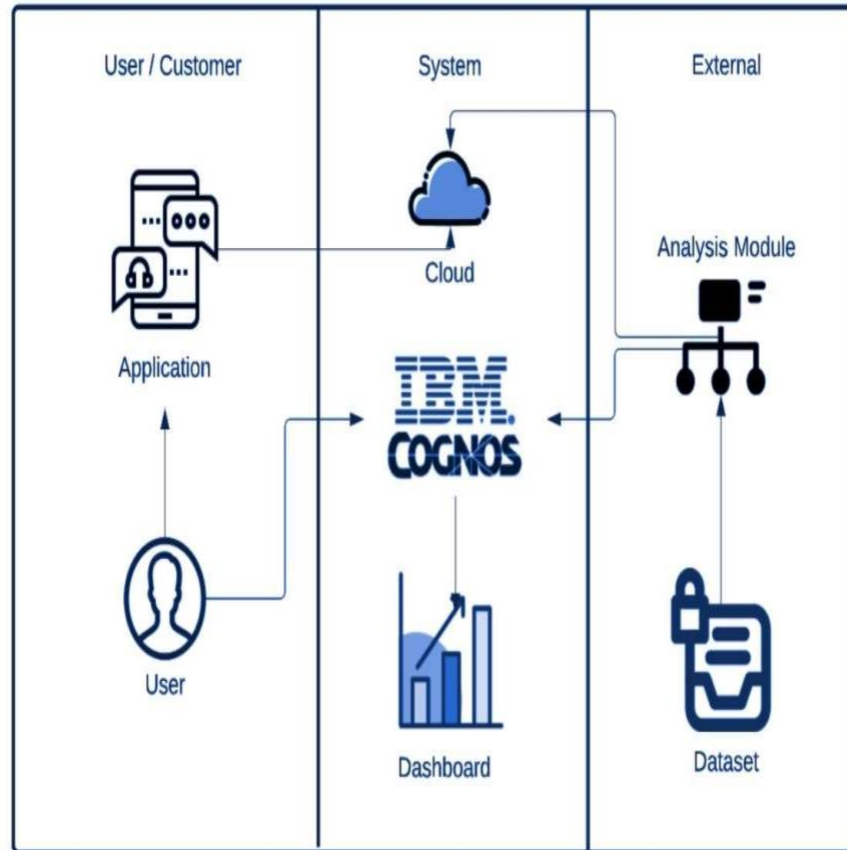 User / Customer
System
External
Cloud
Analysis Module
Application
IBM.
COGNOS
User
Dashboard
Dataset